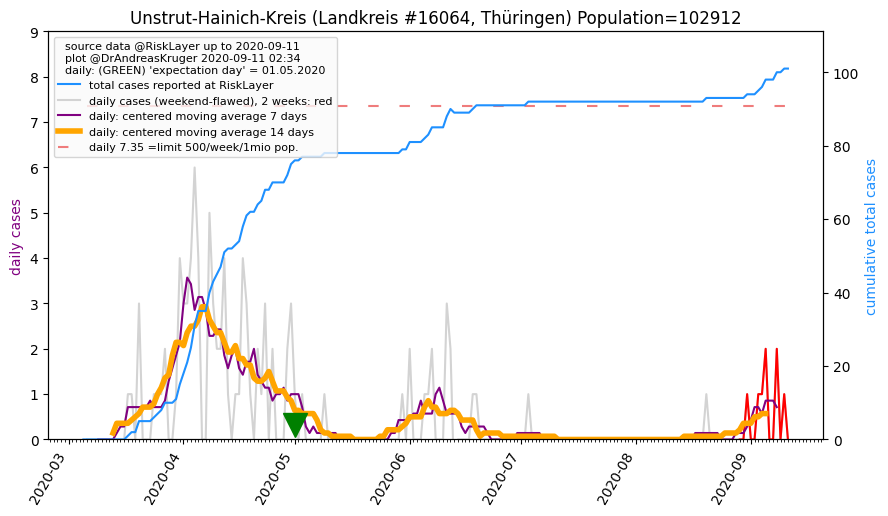 Unstrut-Hainich-Kreis (Landkreis #16064, Thüringen) Population=102912
source data @RiskLayer up to 2020-09-11
plot @DrAndreasKruger 2020-09-11 02:34
daily: (GREEN) 'expectation day' = 01.05.2020
total cases reported at RiskLayer
daily cases (weekend-flawed), 2 weeks: red
daily: centered moving average 7 days
daily: centered moving average 14 days
daily 7.35 =limit 500/week/1mio pop.
daily cases
9
8
7
6
5
4
3
2
1
0
100
80
60
40
20
0
cumulative total cases
2020-03
2020-04
2020-05
2020-06
2020-07
2020-08
2020-09